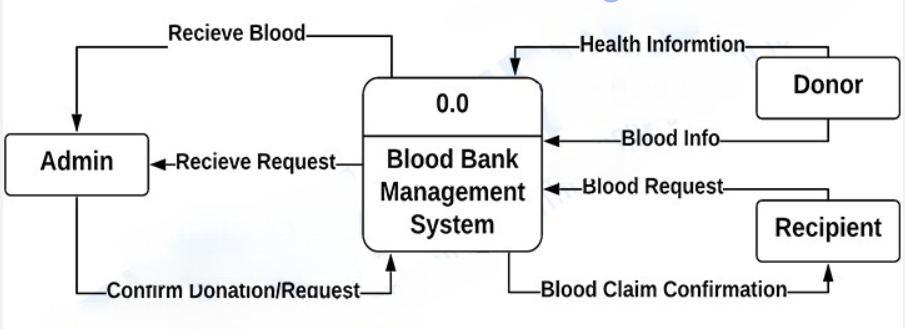 Recieve Blood
Health Informtion
Donor
0.0
Blood Info
Admin
Recieve Request
Blood Bank
Management
System
Blood Request
Recipient
Confirm Donation/Request
Blood Claim Confirmation